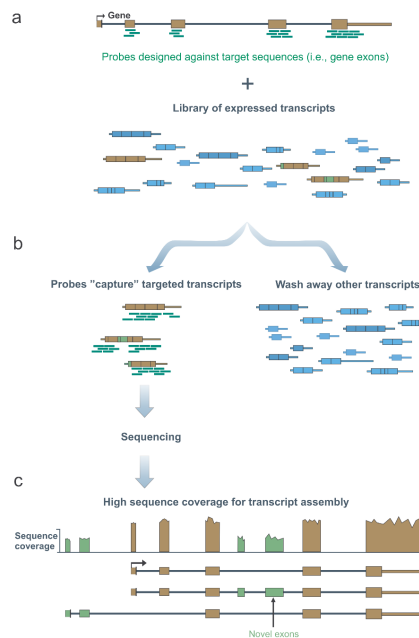 a
Gene
Probes designed against target sequences (i.e., gene exons)
+
Library of expressed transcripts
b
Probes "capture" targeted transcripts
Wash away other transcripts
Sequencing
c
High sequence coverage for transcript assembly
Sequence
coverage
Novel exons